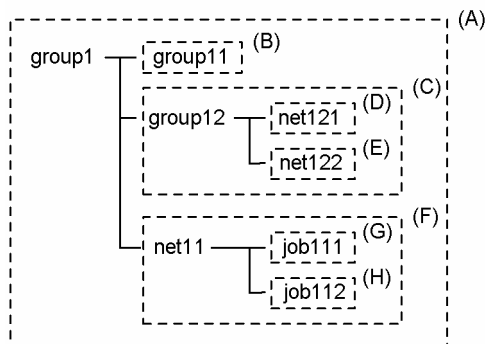 (A)
group1 group11 (B)
(C)
group12 net121 (D)
net122 (E)
(F)
net11 job111 (G)
job112 (H)